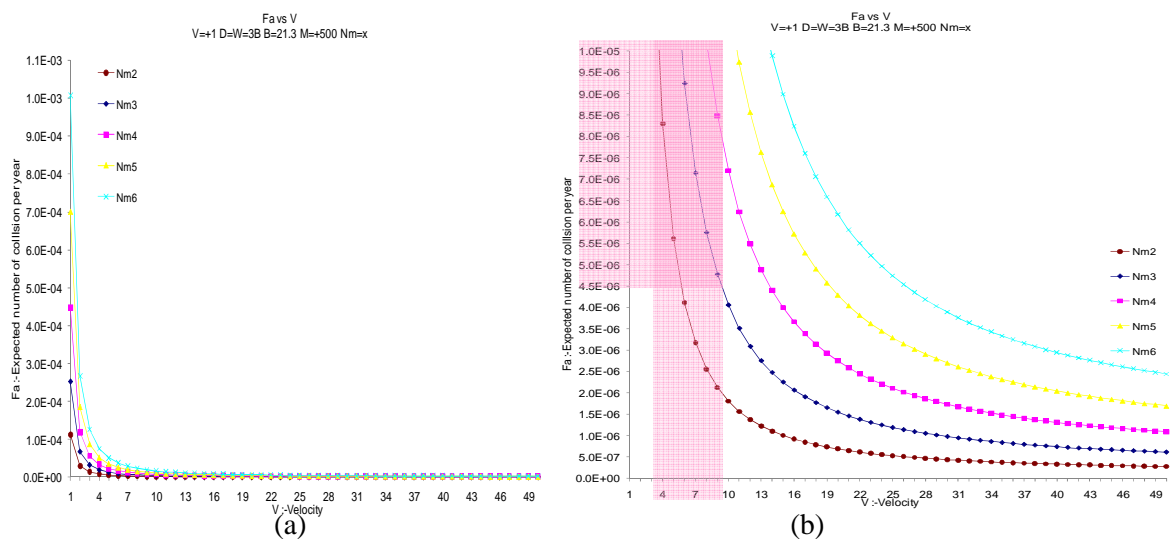 Fa vs V
V=+1 D=W=3B B=21.3 M=+500 Nm=x
1.1E-03
1.0E-03
9.0E-04
8.0E-04
7.0E-04
6.0E-04
5.0E-04
4.0E-04
3.0E-04
2.0E-04
1.0E-04
0.0E+00
Fa :-Expected number of collision per year
Nm2
Nm3
Nm4
Nm5
Nm6
1 4 7 10 13 16 19 22 25 28 31 34 37 40 43 46 49
V :-Velocity
(a)
Fa vs V
V=+1 D=W=3B B=21.3 M=+500 Nm=x
1.0E-05
9.5E-06
9.0E-06
8.5E-06
8.0E-06
7.5E-06
7.0E-06
6.5E-06
6.0E-06
5.5E-06
5.0E-06
4.5E-06
4.0E-06
3.5E-06
3.0E-06
2.5E-06
2.0E-06
1.5E-06
1.0E-06
5.0E-07
0.0E+00
Fa :-Expected number of collision per year
Nm2
Nm3
Nm4
Nm5
Nm6
1 4 7 10 13 16 19 22 25 28 31 34 37 40 43 46 49
V :-Velocity
(b)